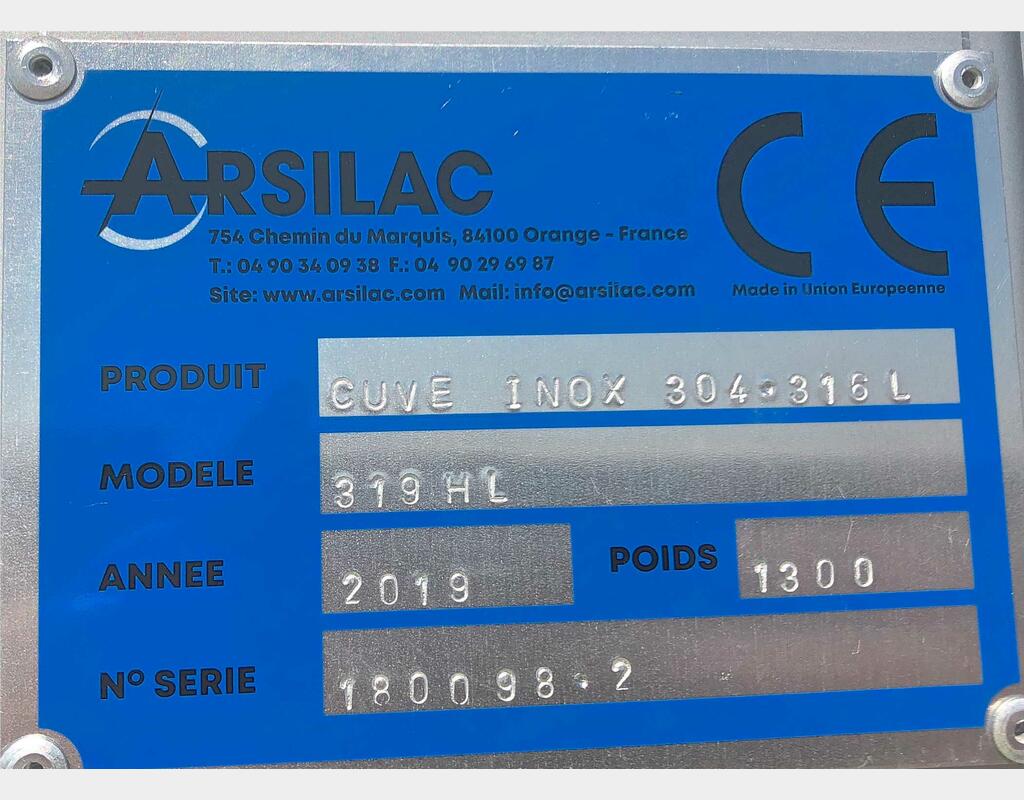 ARSILAC
CE
754 Chemin du Marquis, 84100 Orange - France
T.: 04 90 34 09 38 F.: 04 90 29 69 87
Site: www.arsilac.com Mail: info@arsilac.com
Made in Union Europeenne
PRODUIT CUVE INOX 304.316L
MODELE 319HL
ANNEE 2019 POIDS 1300
N° SERIE 180098.2